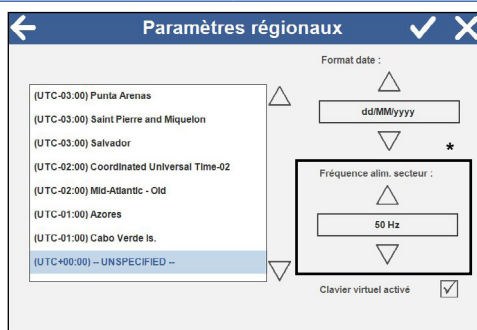 Paramètres régionaux
Format date :
(UTC-03:00) Punta Arenas
dd/MM/yyyy
(UTC-03:00) Saint Pierre and Miquelon
(UTC-03:00) Salvador
*
(UTC-02:00) Coordinated Universal Time-02
Fréquence alim. secteur :
(UTC-02:00) Mid-Atlantic - Old
(UTC-01:00) Azores
50 Hz
(UTC-01:00) Cabo Verde Is.
(UTC+00:00) -- UNSPECIFIED --
Clavier virtuel activé